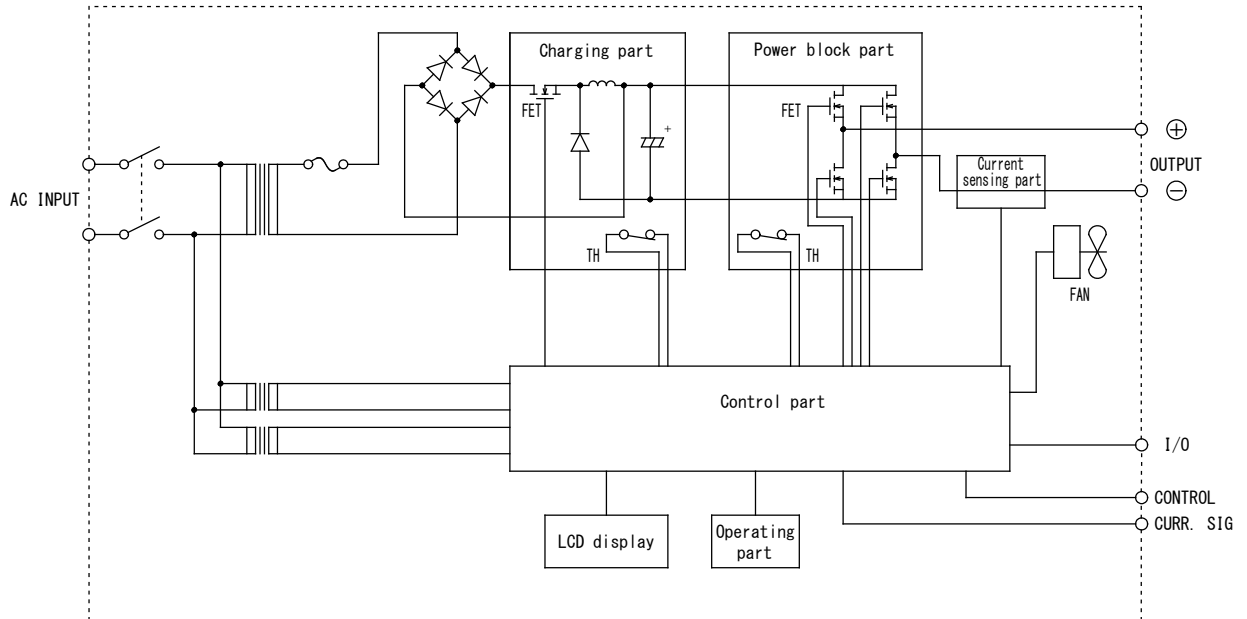 Charging part
Power block part
FET
FET
+
⊕
AC INPUT
Current
sensing part
OUTPUT
⊖
TH
TH
FAN
Control part
I/O
CONTROL
CURR. SIG
LCD display
Operating
part